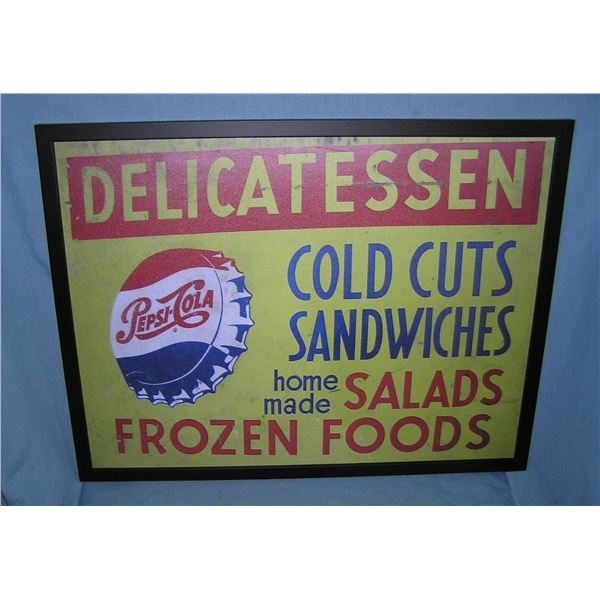 DELICATESSEN
PEPSI-COLA
COLD CUTS
SANDWICHES
home made SALADS
FROZEN FOODS